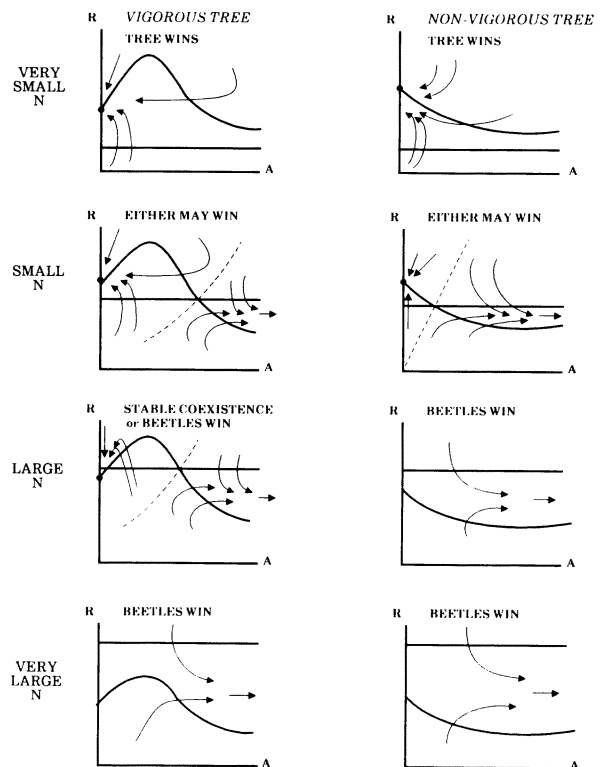 R VIGOROUS TREE
TREE WINS
VERY
SMALL
N
A
R NON-VIGOROUS TREE
TREE WINS
A
R EITHER MAY WIN
SMALL
N
A
R EITHER MAY WIN
A
R STABLE COEXISTENCE
or BEETLES WIN
LARGE
N
A
R BEETLES WIN
A
R BEETLES WIN
VERY
LARGE
N
A
R BEETLES WIN
A